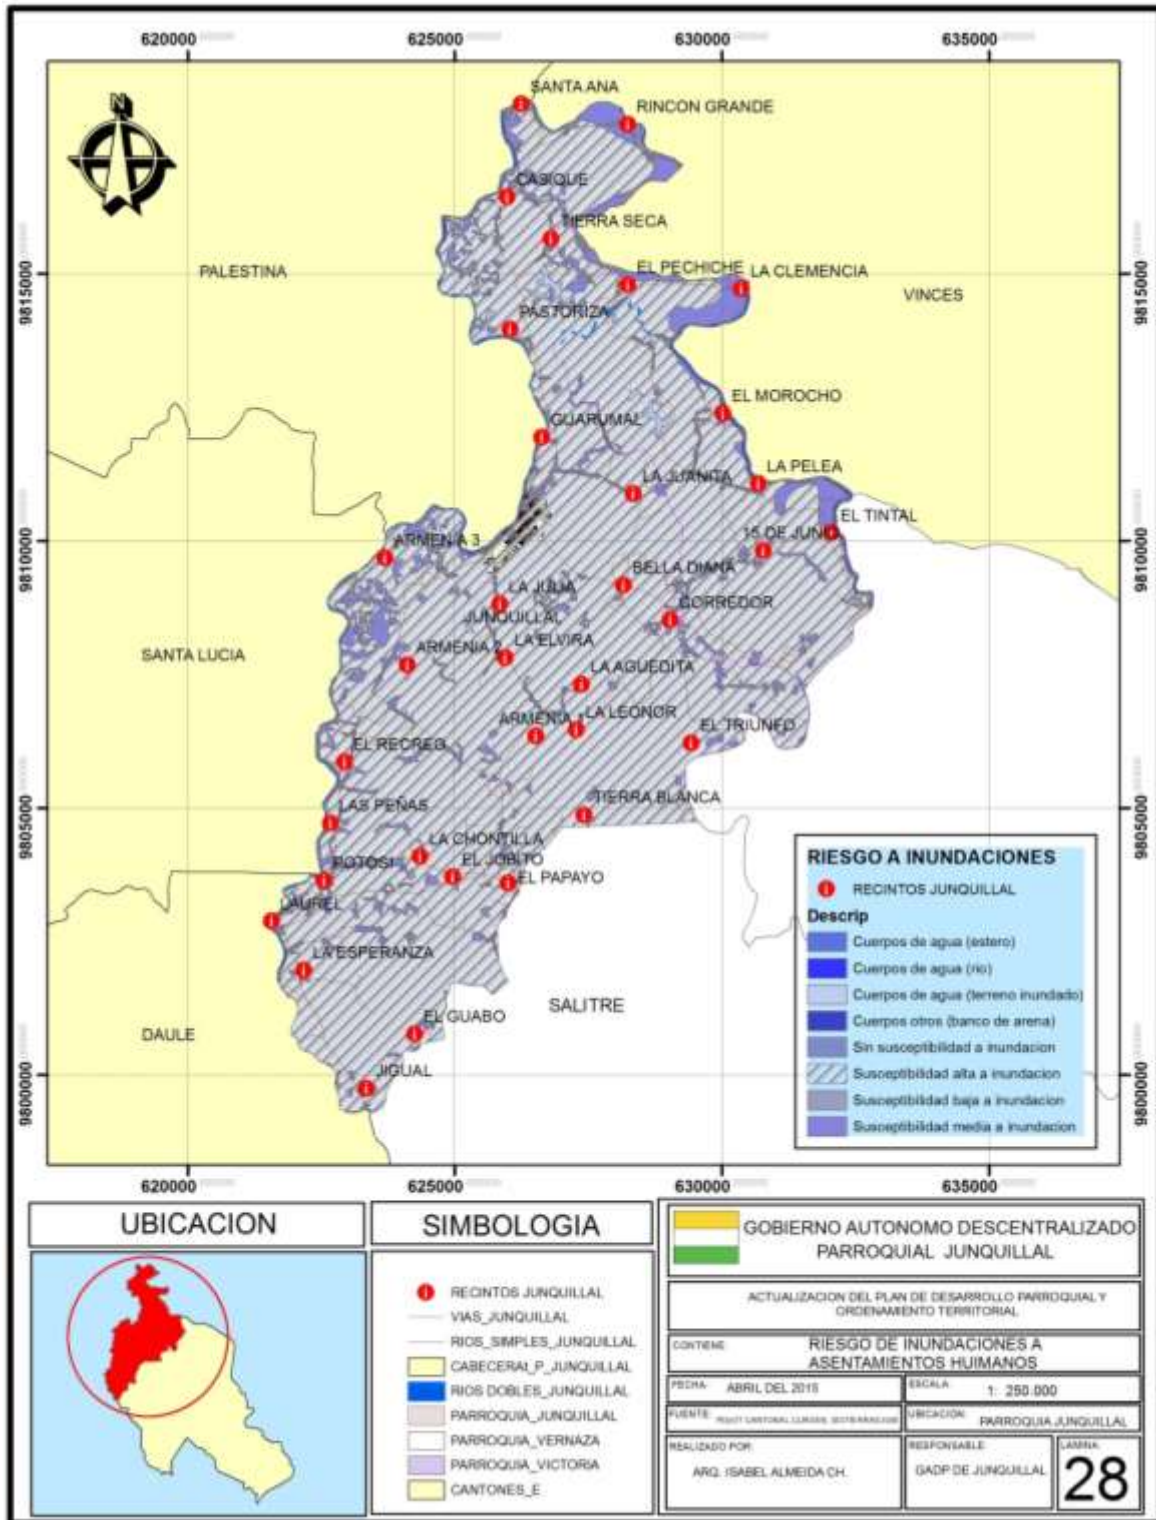 620000
625000
630000
635000
N
SANTA ANA
RINCON GRANDE
CASIQUE
TIERRA SECA
PALESTINA
EL PECHICHE
LA CLEMENCIA
VINCES
9815000
9815000
PASTORIZA
EL MOROCHO
GUARUMAL
LA PELEA
LA JUANITA
EL TINTAL
15 DE JUNIO
9810000
9810000
ARMENIA 3
BELLA DIANA
LA JULIA
CORREDOR
JUNQUILLAL
LA ELVIRA
ARMENIA 2
SANTA LUCIA
LA AGUEDITA
LA LEONOR
ARMENIA 1
EL TRIUNFO
EL RECREO
TIERRA BLANCA
9805000
9805000
LAS PEÑAS
LA CHONTILLA
EL JOBITO
EL PAPAYO
POTOSI
LAUREL
LA ESPERANZA
SALITRE
EL GUABO
DAULE
JIGUAL
9800000
9800000
RIESGO A INUNDACIONES
RECINTOS JUNQUILLAL
Descrip
Cuerpos de agua (estero)
Cuerpos de agua (rio)
Cuerpos de agua (terreno inundado)
Cuerpos otros (banco de arena)
Sin susceptibilidad a inundacion
Susceptibilidad alta a inundacion
Susceptibilidad baja a inundacion
Susceptibilidad media a inundacion
620000
625000
630000
635000
UBICACION
SIMBOLOGIA
RECINTOS JUNQUILLAL
VIAS_JUNQUILLAL
RIOS_SIMPLES_JUNQUILLAL
CABECERAL_P_JUNQUILLAL
RIOS DOBLES_JUNQUILLAL
PARROQUIA_JUNQUILLAL
PARROQUIA_VERNAZA
PARROQUIA_VICTORIA
CANTONES_E
GOBIERNO AUTONOMO DESCENTRALIZADO
PARROQUIAL JUNQUILLAL
ACTUALIZACION DEL PLAN DE DESARROLLO PARROQUIAL Y
ORDENAMIENTO TERRITORIAL
CONTIENE
RIESGO DE INUNDACIONES A
ASENTAMIENTOS HUIMANOS
FECHA: ABRIL DEL 2015
ESCALA: 1: 250.000
FUENTE:
UBICACIÓN: PARROQUIA JUNQUILLAL
REALIZADO POR:
ARQ. ISABEL ALMEIDA CH.
RESPONSABLE:
GADP DE JUNQUILLAL
LAMINA:
28